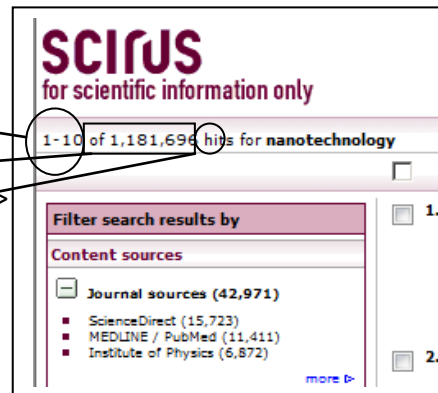 scirus
for scientific information only
1-10 of 1,181,696 hits for nanotechnology
Filter search results by
1.
Content sources
Journal sources (42,971)
ScienceDirect (15,723)
MEDLINE / PubMed (11,411)
Institute of Physics (6,872)
2.
more